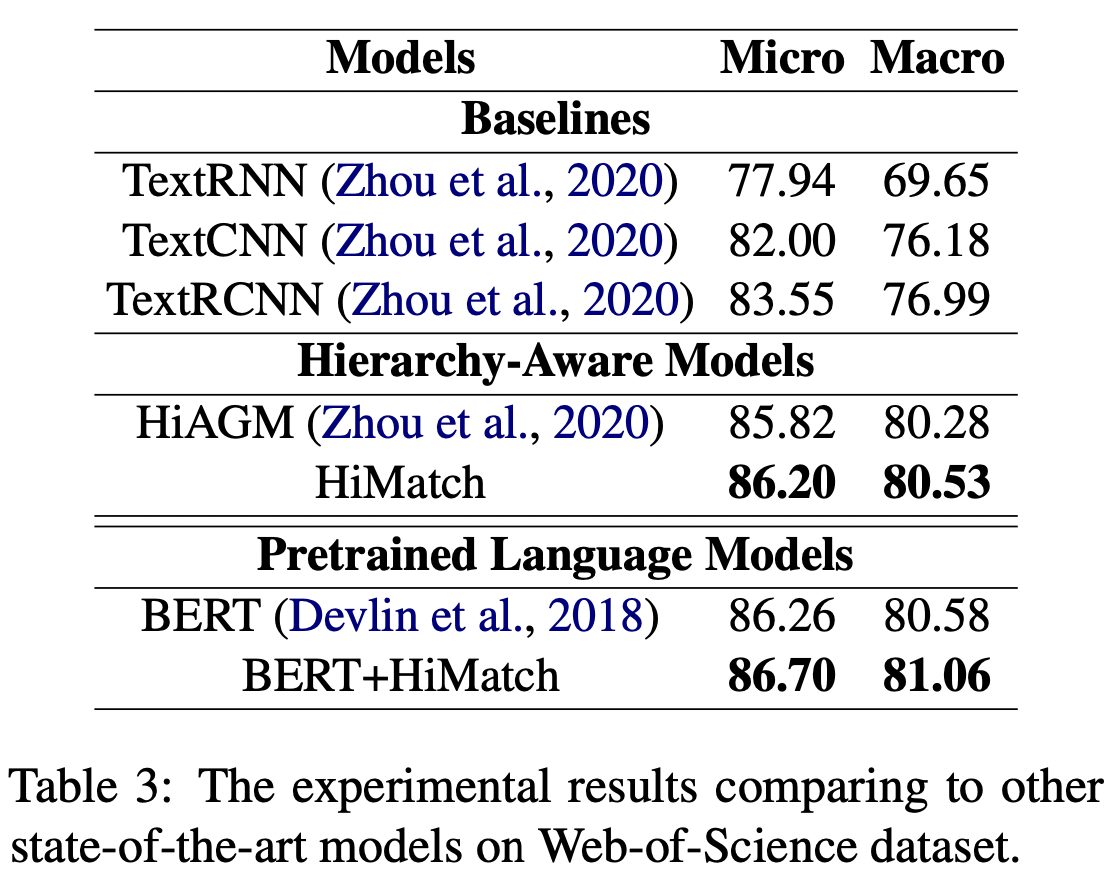 Models Micro Macro
Baselines
TextRNN (Zhou et al., 2020) 77.94 69.65
TextCNN (Zhou et al., 2020) 82.00 76.18
TextRCNN (Zhou et al., 2020) 83.55 76.99
Hierarchy-Aware Models
HiAGM (Zhou et al., 2020) 85.82 80.28
HiMatch 86.20 80.53
Pretrained Language Models
BERT (Devlin et al., 2018) 86.26 80.58
BERT+HiMatch 86.70 81.06
Table 3: The experimental results comparing to other
state-of-the-art models on Web-of-Science dataset.